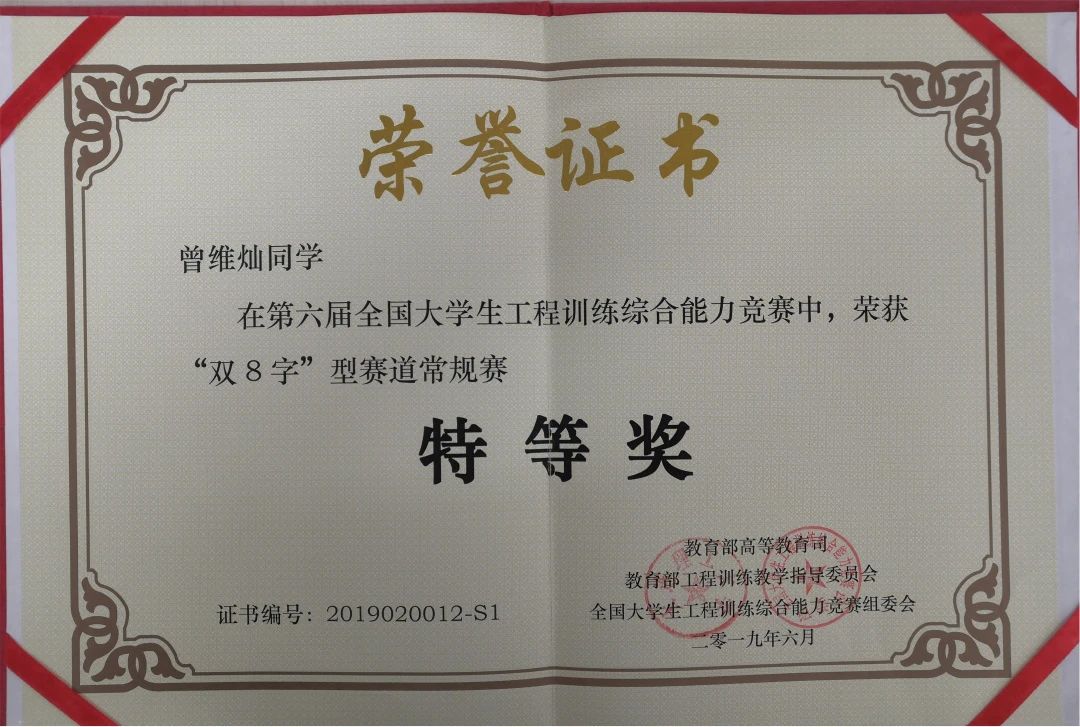 荣誉证书
曾维灿同学
在第六届全国大学生工程训练综合能力竞赛中，荣获
“双8字”型赛道常规赛
特等奖
教育部高等教育司
教育部工程训练教学指导委员会
证书编号：2019020012-S1
全国大学生工程训练综合能力竞赛组委会
二零一九年六月